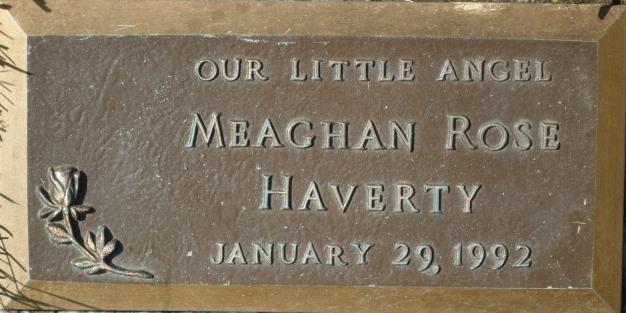 OUR LITTLE ANGEL
MEAGHAN ROSE
HAVERTY
JANUARY 29, 1992